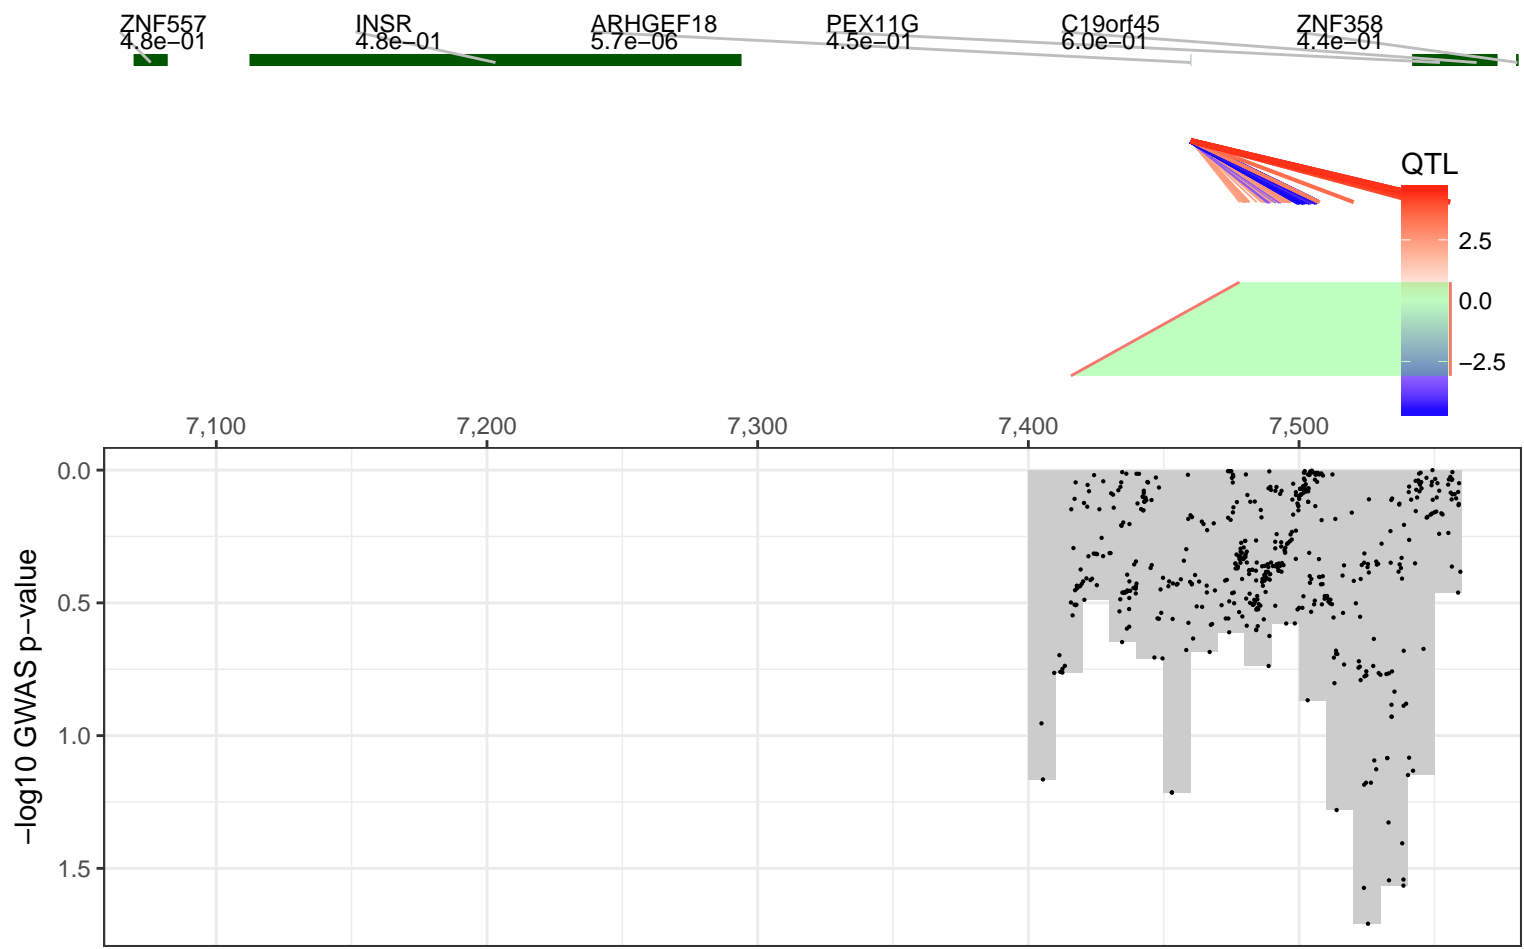 ZNF557 INSR ARHGEF18 PEX11G C19orf45 ZNF358
4.8e−01 4.8e−01 5.7e−06 4.5e−01 6.0e−01 4.4e−01
QTL
2.5
0.0
−2.5
7,100 7,200 7,300 7,400 7,500
0.0
0.5
1.0
1.5
−log10 GWAS p−value